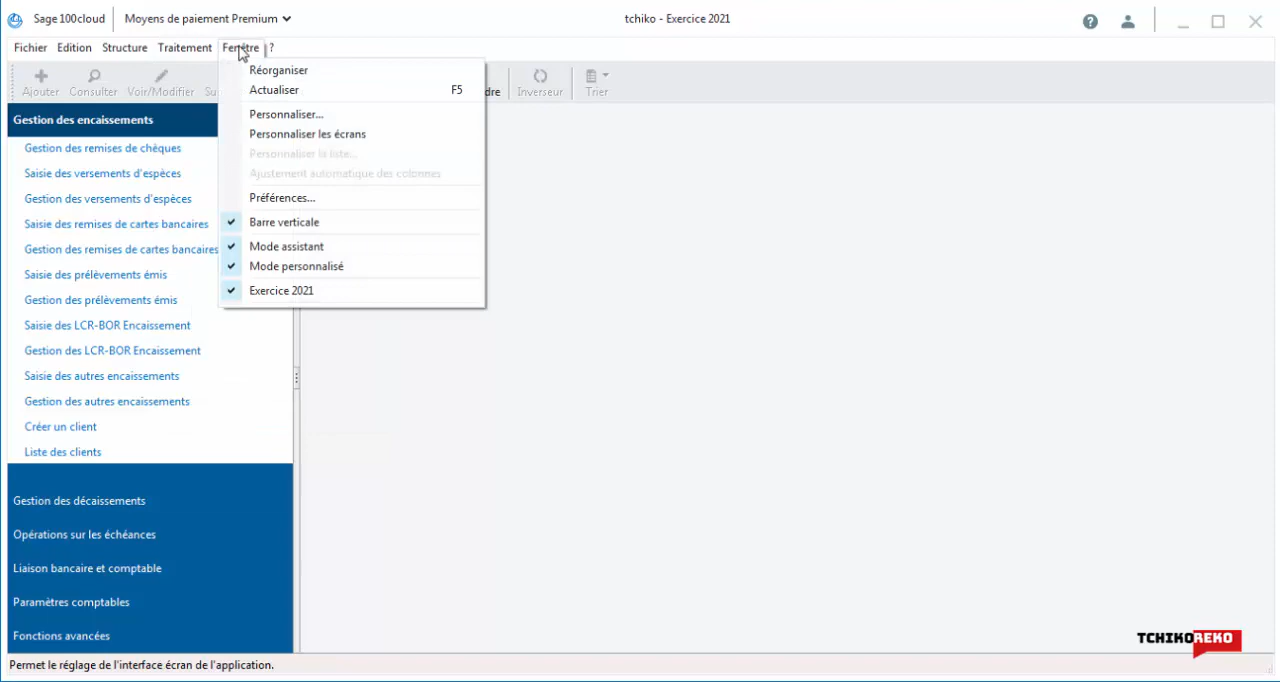 Sage 100cloud
Moyens de paiement Premium
tchiko - Exercice 2021
Fichier Edition Structure Traitement Fenêtre ?
Ajouter Consulter Voir/Modifier Su dre Inverseur Trier
Réorganiser
Actualiser F5
Personnaliser...
Personnaliser les écrans
Personnaliser la liste...
Ajustement automatique des colonnes
Préférences...
Barre verticale
Mode assistant
Mode personnalisé
Exercice 2021
Gestion des encaissements
Gestion des remises de chèques
Saisie des versements d'espèces
Gestion des versements d'espèces
Saisie des remises de cartes bancaires
Gestion des remises de cartes bancaires
Saisie des prélèvements émis
Gestion des prélèvements émis
Saisie des LCR-BOR Encaissement
Gestion des LCR-BOR Encaissement
Saisie des autres encaissements
Gestion des autres encaissements
Créer un client
Liste des clients
Gestion des décaissements
Opérations sur les échéances
Liaison bancaire et comptable
Paramètres comptables
Fonctions avancées
TCHIKOREKO
Permet le réglage de l'interface écran de l'application.